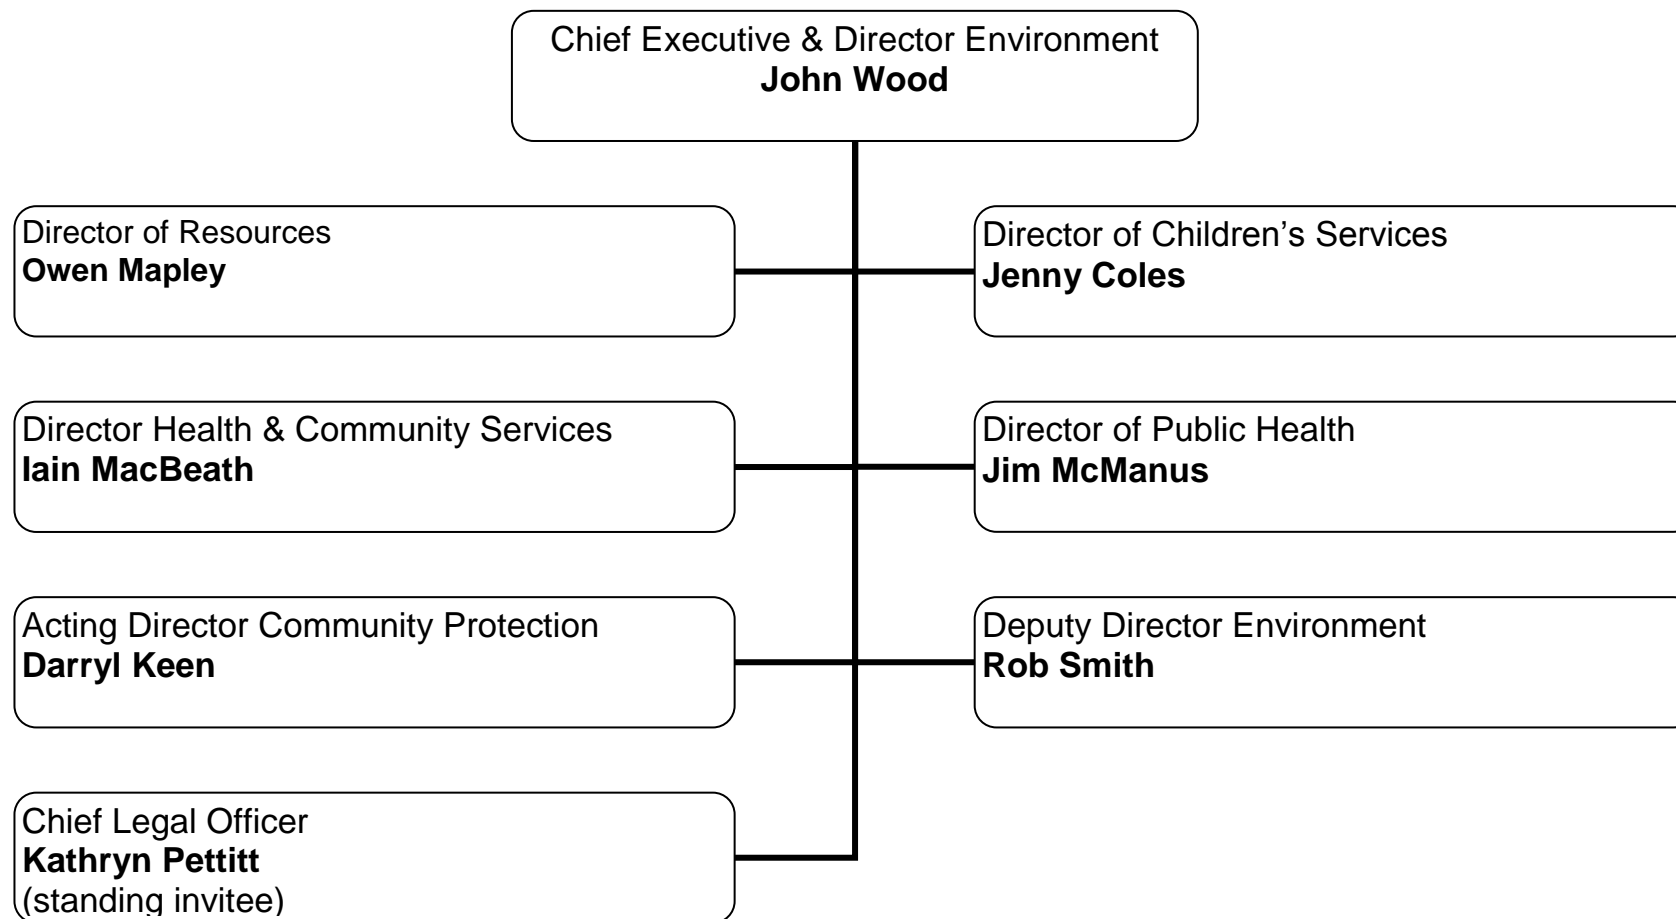 Chief Executive & Director Environment
John Wood
Director of Resources
Owen Mapley
Director of Children’s Services
Jenny Coles
Director Health & Community Services
Iain MacBeath
Director of Public Health
Jim McManus
Acting Director Community Protection
Darryl Keen
Deputy Director Environment
Rob Smith
Chief Legal Officer
Kathryn Pettitt
(standing invitee)